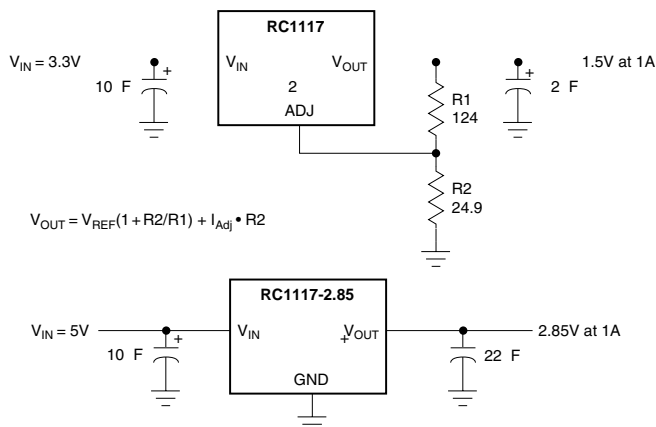 RC1117
V_IN = 3.3V
V_IN
V_OUT
1.5V at 1A
10 F
+
2
ADJ
R1
124
+
2 F
R2
24.9
V_OUT = V_REF(1 + R2/R1) + I_Adj • R2
RC1117-2.85
V_IN = 5V
V_IN
V_OUT
2.85V at 1A
+
+
10 F
22 F
GND